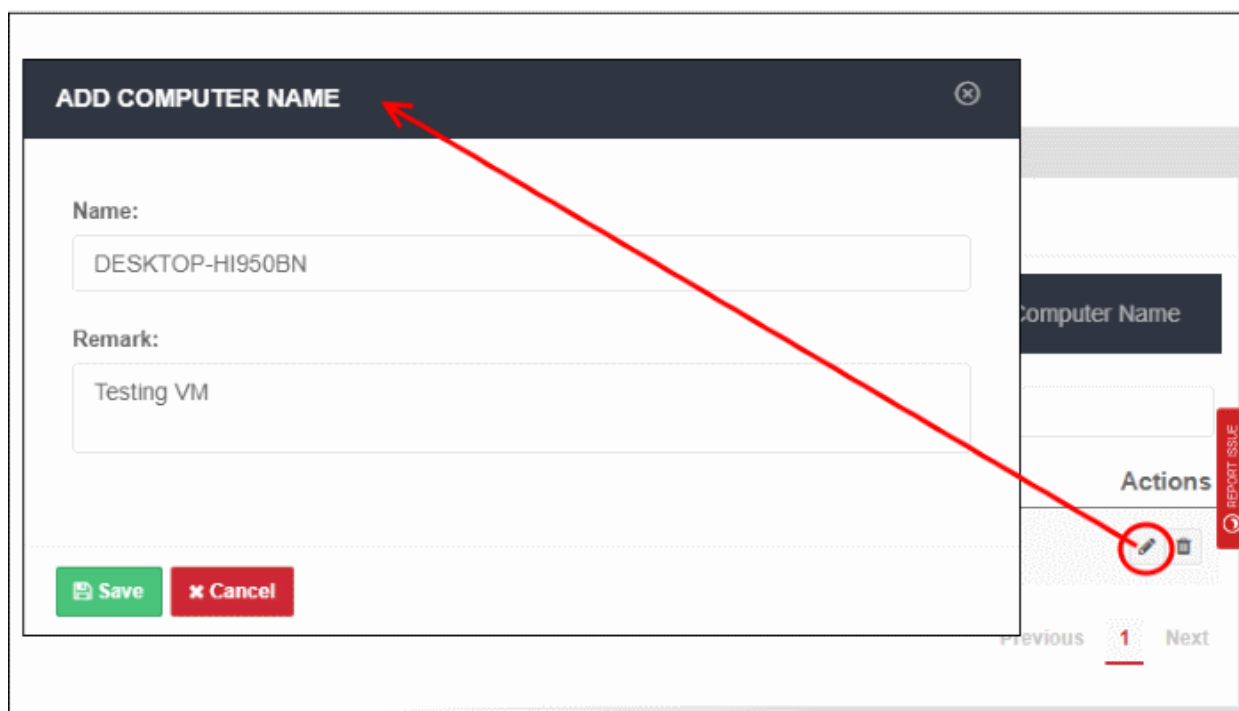 ADD COMPUTER NAME
Name:
DESKTOP-HI950BN
Remark:
Testing VM
Save
Cancel
Computer Name
Actions
REPORT ISSUE
Previous 1 Next